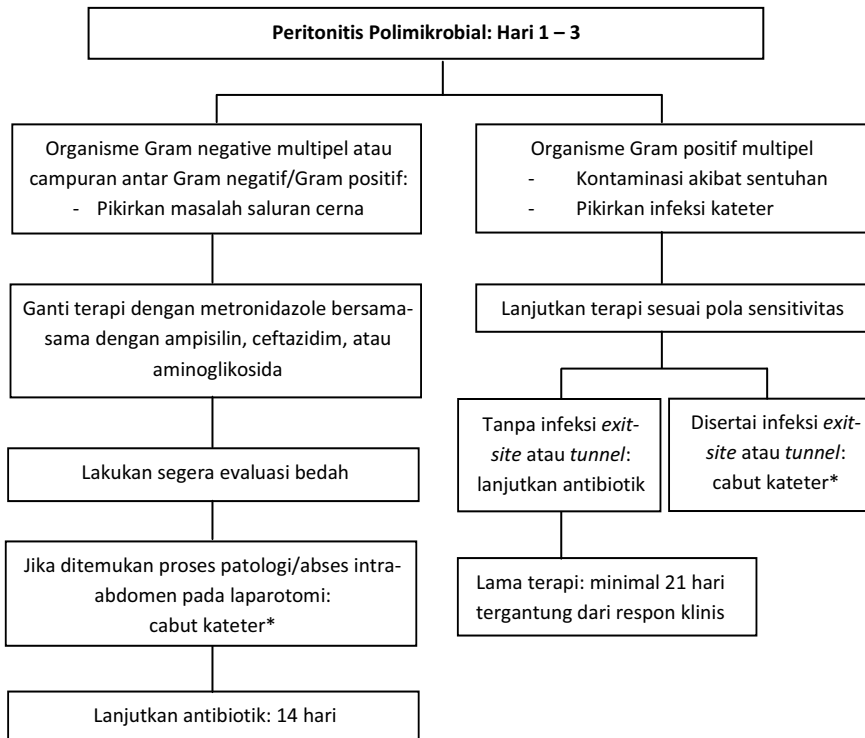 Peritonitis Polimikrobial: Hari 1 – 3
Organisme Gram negative multipel atau
campuran antar Gram negatif/Gram positif:
- Pikirkan masalah saluran cerna
Ganti terapi dengan metronidazole bersama-
sama dengan ampisilin, ceftazidim, atau
aminoglikosida
Lakukan segera evaluasi bedah
Jika ditemukan proses patologi/abses intra-
abdomen pada laparotomi:
cabut kateter*
Lanjutkan antibiotik: 14 hari
Organisme Gram positif multipel
- Kontaminasi akibat sentuhan
- Pikirkan infeksi kateter
Lanjutkan terapi sesuai pola sensitivitas
Tanpa infeksi exit-
site atau tunnel:
lanjutkan antibiotik
Disertai infeksi exit-
site atau tunnel:
cabut kateter*
Lama terapi: minimal 21 hari
tergantung dari respon klinis